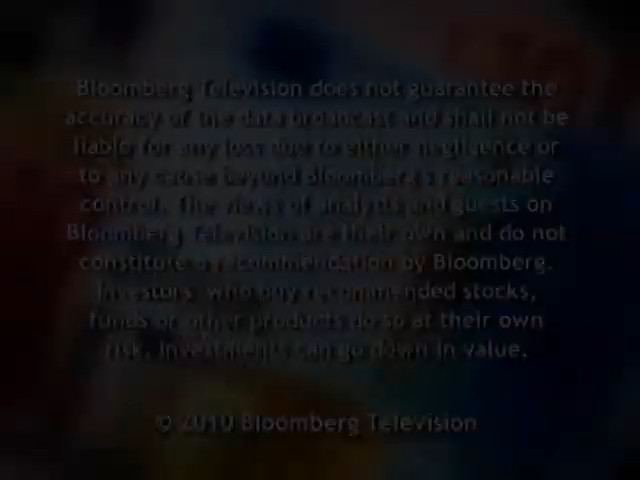 Bloomberg Television does not guarantee the
accuracy of the data broadcast and shall not be
liable for any loss due to either negligence or
to any cause beyond Bloomberg's reasonable
control. The views of analysts and guests on
Bloomberg Television are their own and do not
constitute a recommendation by Bloomberg.
Investors who buy recommended stocks,
funds or other products do so at their own
risk. Investments can go down in value.
© 2010 Bloomberg Television